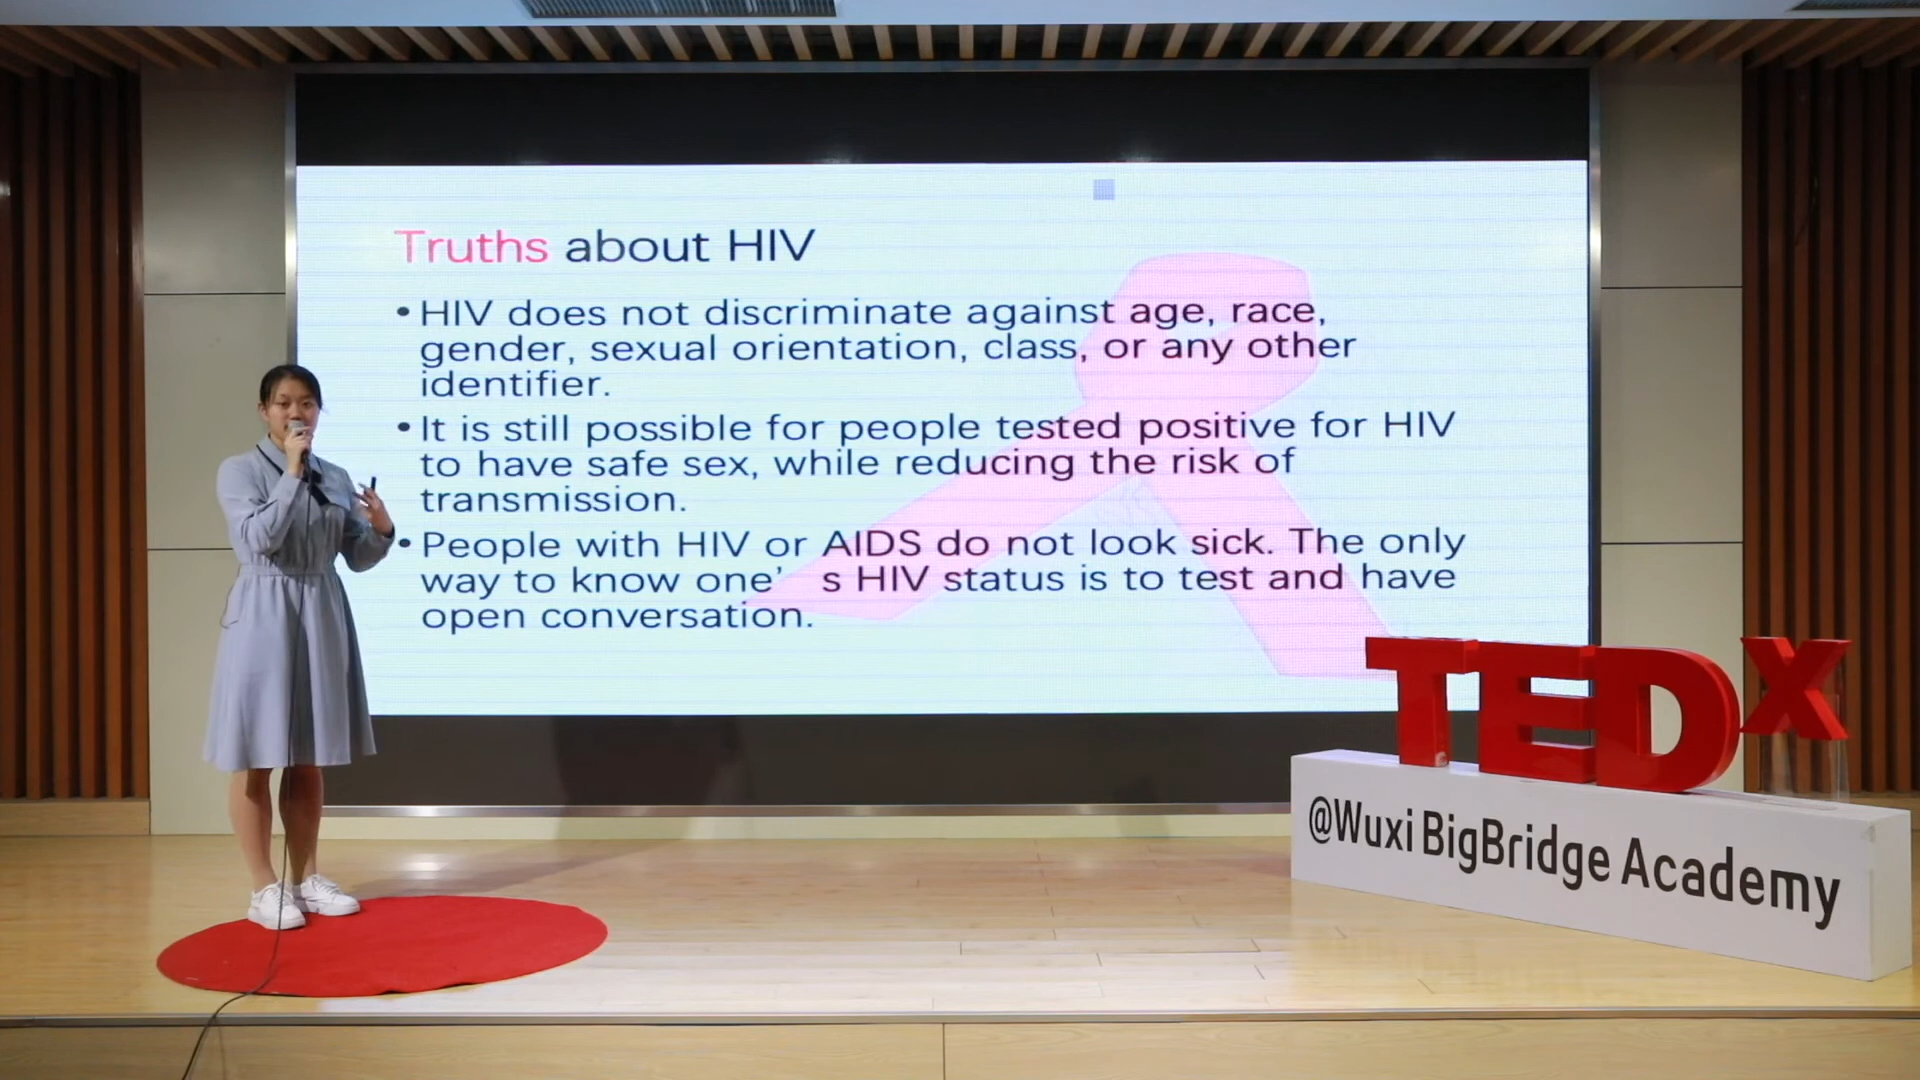 Truths about HIV
•HIV does not discriminate against age, race,
gender, sexual orientation, class, or any other
identifier.
•It is still possible for people tested positive for HIV
to have safe sex, while reducing the risk of
transmission.
•People with HIV or AIDS do not look sick. The only
way to know one’ s HIV status is to test and have
open conversation.
TEDx
@Wuxi BigBridge Academy